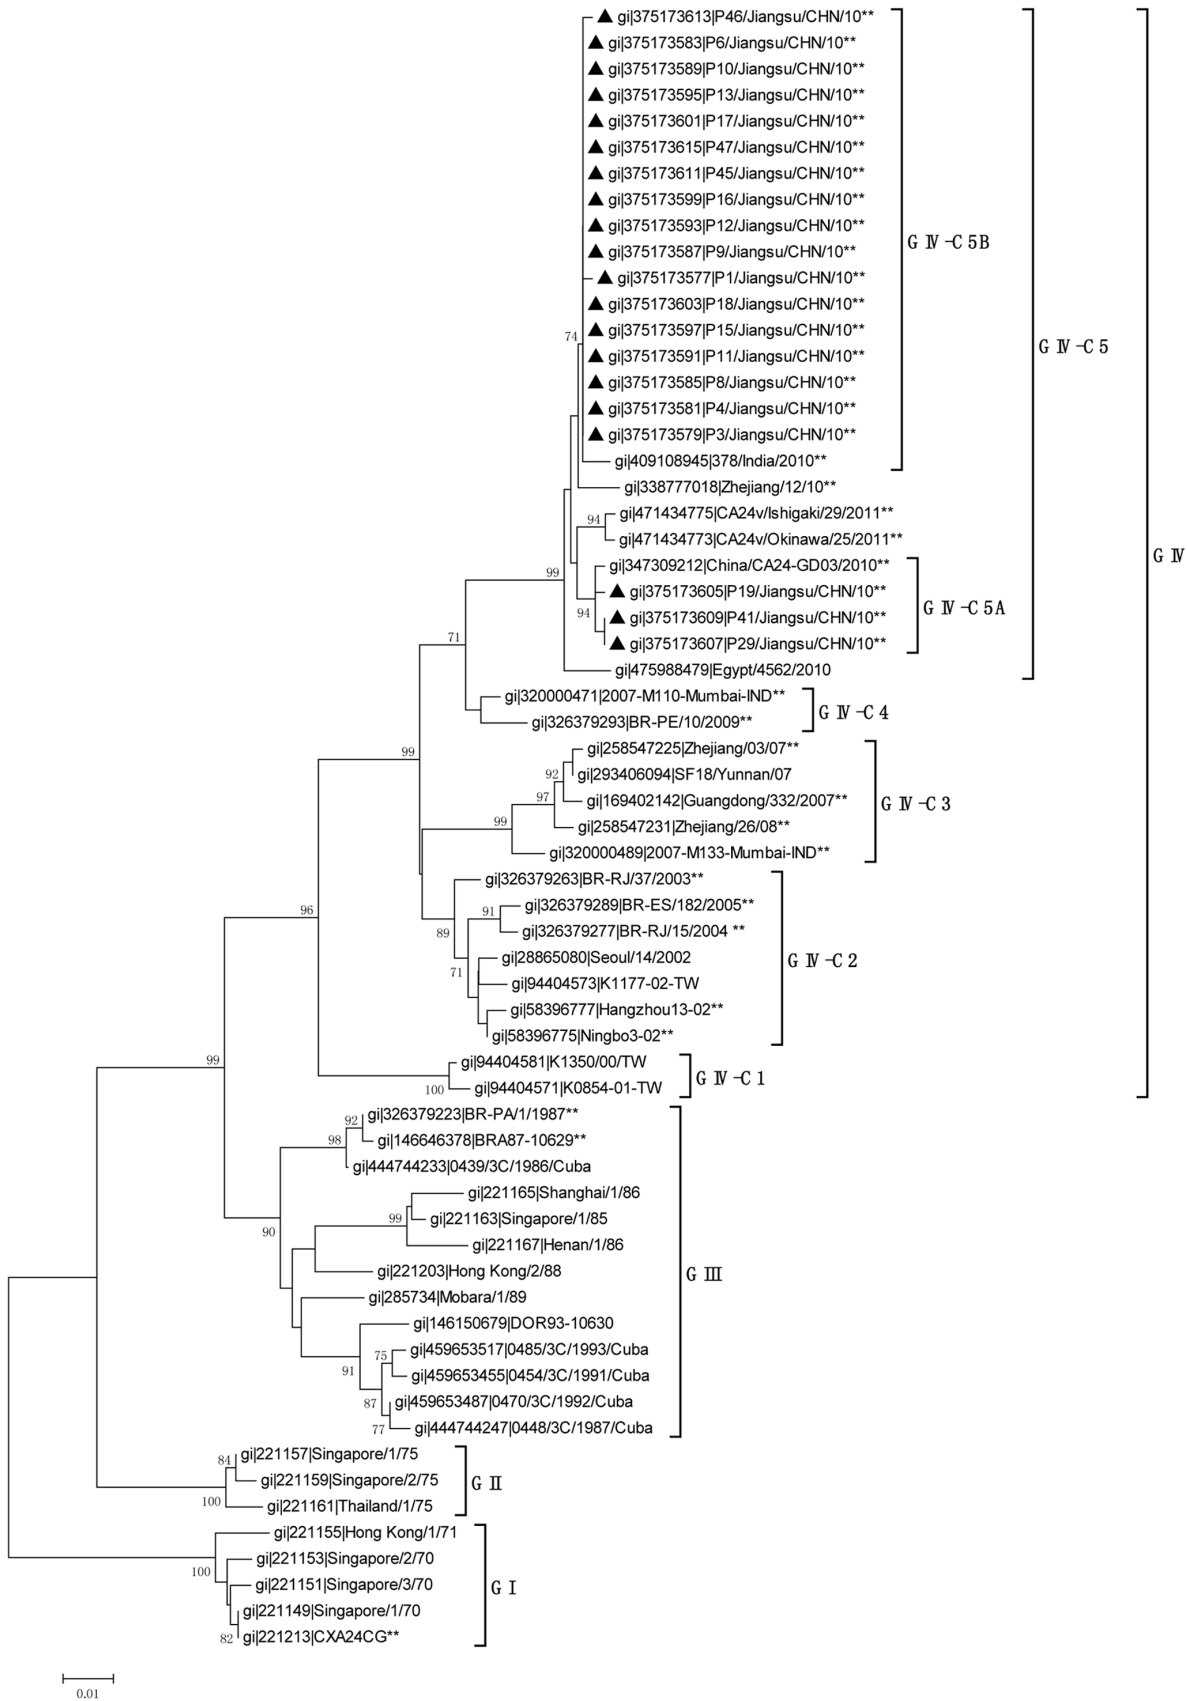 ▲ gi|375173613|P46/Jiangsu/CHN/10**
▲ gi|375173583|P6/Jiangsu/CHN/10**
▲ gi|375173589|P10/Jiangsu/CHN/10**
▲ gi|375173595|P13/Jiangsu/CHN/10**
▲ gi|375173601|P17/Jiangsu/CHN/10**
▲ gi|375173615|P47/Jiangsu/CHN/10**
▲ gi|375173611|P45/Jiangsu/CHN/10**
▲ gi|375173599|P16/Jiangsu/CHN/10**
▲ gi|375173593|P12/Jiangsu/CHN/10**
G IV-C5B
▲ gi|375173587|P9/Jiangsu/CHN/10**
▲ gi|375173577|P1/Jiangsu/CHN/10**
▲ gi|375173603|P18/Jiangsu/CHN/10**
▲ gi|375173597|P15/Jiangsu/CHN/10**
74
G IV-C5
▲ gi|375173591|P11/Jiangsu/CHN/10**
▲ gi|375173585|P8/Jiangsu/CHN/10**
▲ gi|375173581|P4/Jiangsu/CHN/10**
▲ gi|375173579|P3/Jiangsu/CHN/10**
gi|409108945|378/India/2010**
gi|338777018|Zhejiang/12/10**
gi|471434775|CA24v/Ishigaki/29/2011**
94
gi|471434773|CA24v/Okinawa/25/2011**
G IV
gi|347309212|China/CA24-GD03/2010**
99
▲ gi|375173605|P19/Jiangsu/CHN/10**
G IV-C5A
94
▲ gi|375173609|P41/Jiangsu/CHN/10**
71
▲ gi|375173607|P29/Jiangsu/CHN/10**
gi|475988479|Egypt/4562/2010
gi|320000471|2007-M110-Mumbai-IND**
G IV-C4
gi|326379293|BR-PE/10/2009**
99
gi|258547225|Zhejiang/03/07**
92 gi|293406094|SF18/Yunnan/07
97 gi|169402142|Guangdong/332/2007**
G IV-C3
99
gi|258547231|Zhejiang/26/08**
gi|320000489|2007-M133-Mumbai-IND**
gi|326379263|BR-RJ/37/2003**
96
91
gi|326379289|BR-ES/182/2005**
89
gi|326379277|BR-RJ/15/2004 **
gi|28865080|Seoul/14/2002
G IV-C2
71
gi|94404573|K1177-02-TW
gi|58396777|Hangzhou13-02**
gi|58396775|Ningbo3-02**
99
gi|94404581|K1350/00/TW
G IV-C1
100 gi|94404571|K0854-01-TW
92
gi|326379223|BR-PA/1/1987**
98
gi|146646378|BRA87-10629**
gi|444744233|0439/3C/1986/Cuba
gi|221165|Shanghai/1/86
99
gi|221163|Singapore/1/85
90
gi|221167|Henan/1/86
gi|221203|Hong Kong/2/88
G III
gi|285734|Mobara/1/89
gi|146150679|DOR93-10630
75
gi|459653517|0485/3C/1993/Cuba
91
gi|459653455|0454/3C/1991/Cuba
87 gi|459653487|0470/3C/1992/Cuba
77 gi|444744247|0448/3C/1987/Cuba
84
gi|221157|Singapore/1/75
gi|221159|Singapore/2/75
G II
100
gi|221161|Thailand/1/75
gi|221155|Hong Kong/1/71
gi|221153|Singapore/2/70
100
gi|221151|Singapore/3/70
G I
gi|221149|Singapore/1/70
82 gi|221213|CXA24CG**
0.01